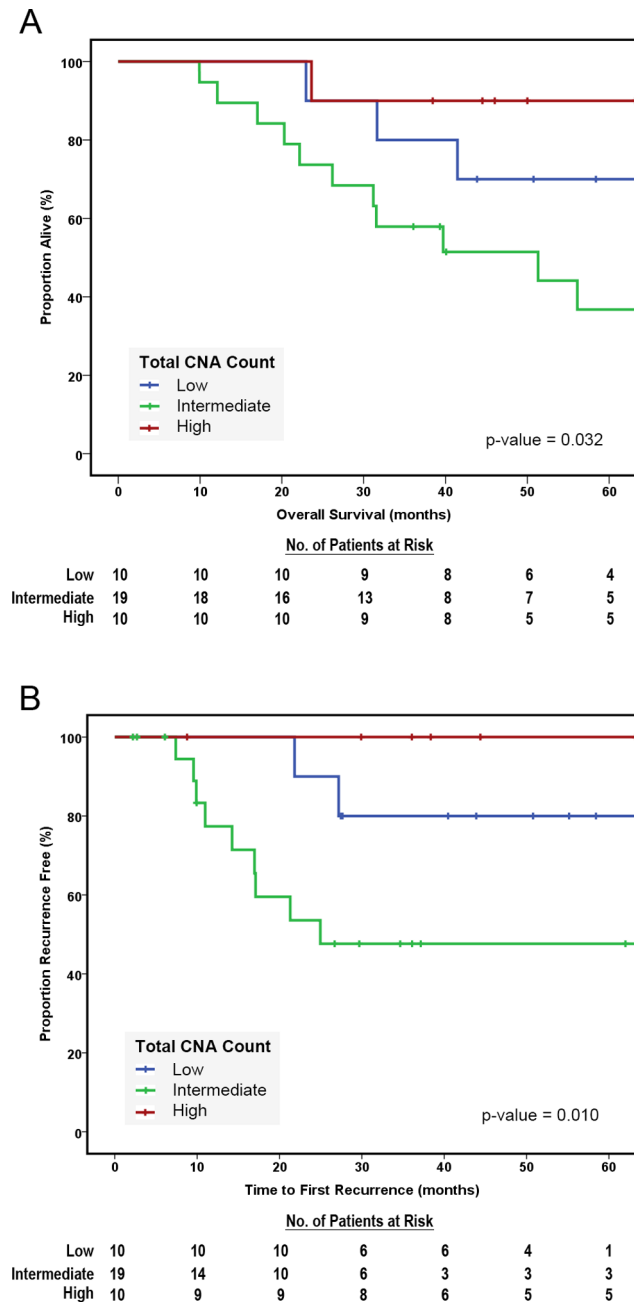 A
Proportion Alive (%)
100
80
60
40
20
0
Total CNA Count
Low
Intermediate
High
p-value = 0.032
0 10 20 30 40 50 60
Overall Survival (months)
No. of Patients at Risk
Low 10 10 10 9 8 6 4
Intermediate 19 18 16 13 8 7 5
High 10 10 10 9 8 5 5
B
Proportion Recurrence Free (%)
100
80
60
40
20
0
Total CNA Count
Low
Intermediate
High
p-value = 0.010
0 10 20 30 40 50 60
Time to First Recurrence (months)
No. of Patients at Risk
Low 10 10 10 6 6 4 1
Intermediate 19 14 10 6 3 3 3
High 10 9 9 8 6 5 5